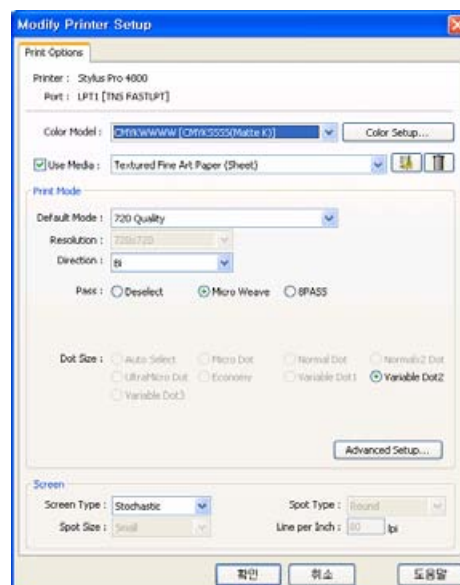 Modify Printer Setup
Print Options
Printer : Stylus Pro 4800
Port : LPT1 [TNS FASTLPT]
Color Model : CMYKWWWW [CMYKSSSS(Matte K)] Color Setup...
Use Media : Textured Fine Art Paper (Sheet)
Print Mode
Default Mode : 720 Quality
Resolution : 720x720
Direction : Bi
Pass : Deselect Micro Weave 8PASS
Dot Size : Auto Select Micro Dot Normal Dot Normalx2 Dot
UltraMicro Dot Economy Variable Dot1 Variable Dot2
Variable Dot3
Advanced Setup...
Screen
Screen Type : Stochastic Spot Type : Round
Spot Size : Small Line per Inch : 80 lpi
확인 취소 도움말